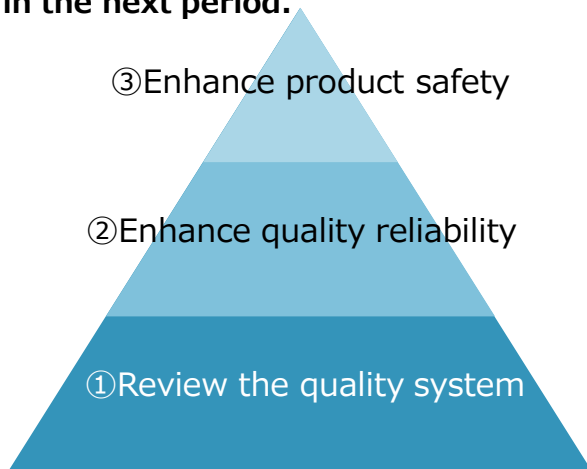 in the next period.
③Enhance product safety
②Enhance quality reliability
①Review the quality system